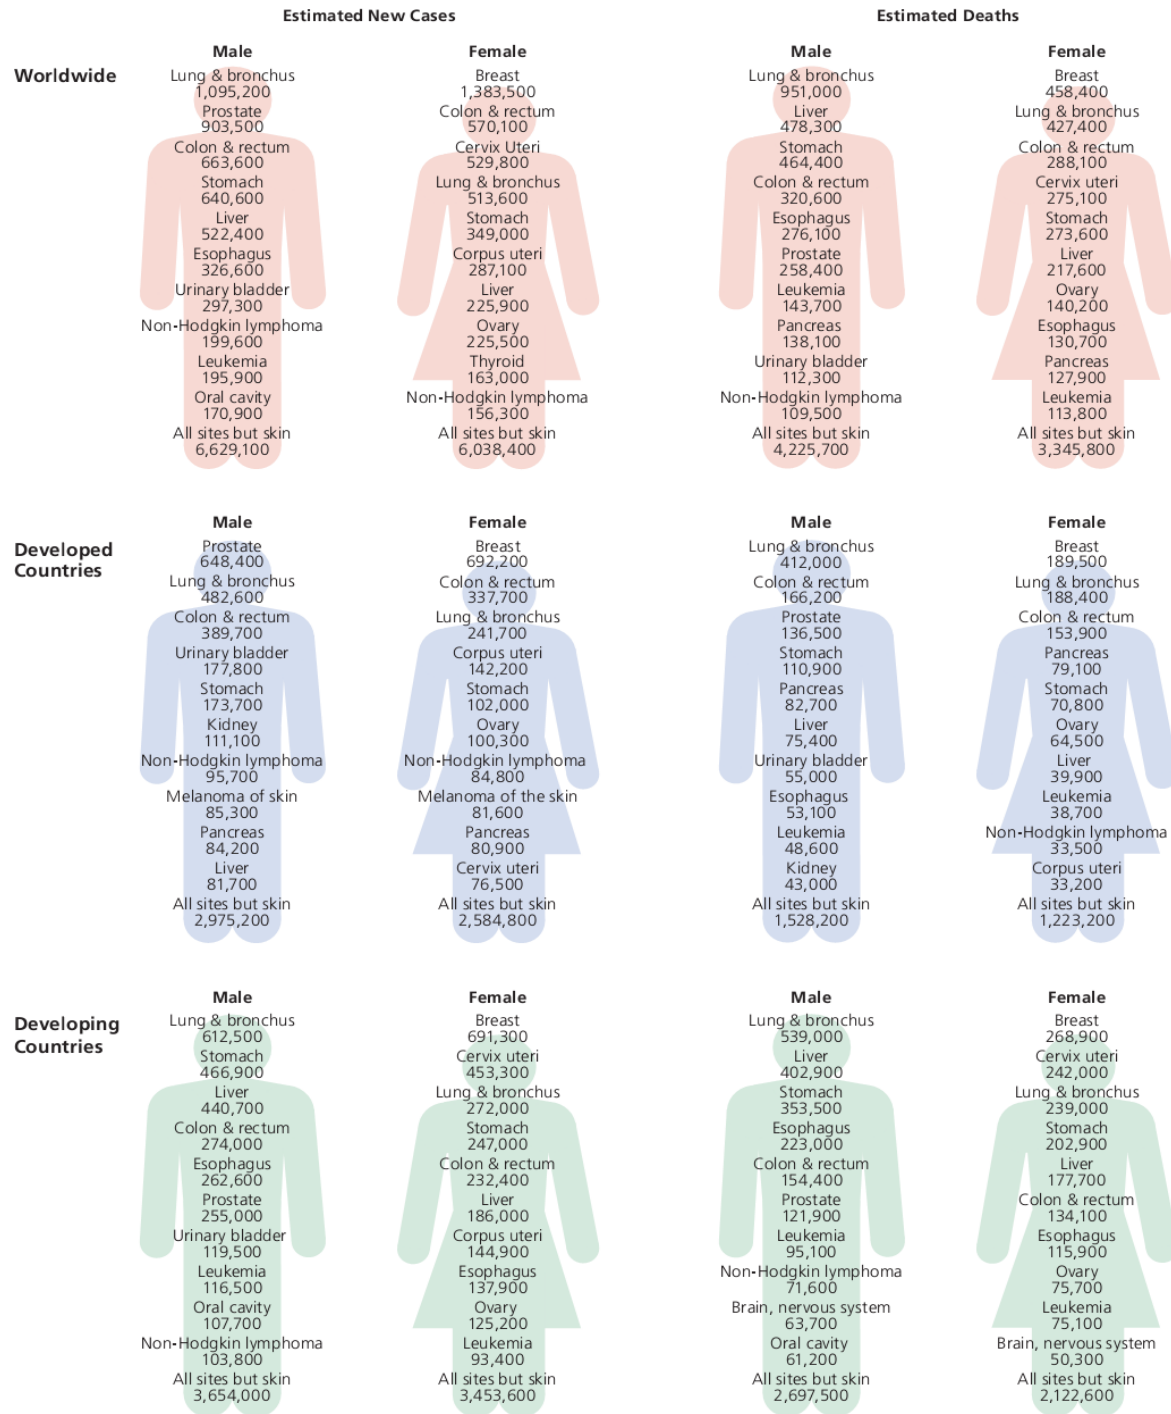 Estimated New Cases
Estimated Deaths
Worldwide
Male
Lung & bronchus
1,095,200
Prostate
903,500
Colon & rectum
663,600
Stomach
640,600
Liver
522,400
Esophagus
326,600
Urinary bladder
297,300
Non-Hodgkin lymphoma
199,600
Leukemia
195,900
Oral cavity
170,900
All sites but skin
6,629,100
Female
Breast
1,383,500
Colon & rectum
570,100
Cervix Uteri
529,800
Lung & bronchus
513,600
Stomach
349,000
Corpus uteri
287,100
Liver
225,900
Ovary
225,500
Thyroid
163,000
Non-Hodgkin lymphoma
156,300
All sites but skin
6,038,400
Male
Lung & bronchus
951,000
Liver
478,300
Stomach
464,400
Colon & rectum
320,600
Esophagus
276,100
Prostate
258,400
Leukemia
143,700
Pancreas
138,100
Urinary bladder
112,300
Non-Hodgkin lymphoma
109,500
All sites but skin
4,225,700
Female
Breast
458,400
Lung & bronchus
427,400
Colon & rectum
288,100
Cervix uteri
275,100
Stomach
273,600
Liver
217,600
Ovary
140,200
Esophagus
130,700
Pancreas
127,900
Leukemia
113,800
All sites but skin
3,345,800
Developed
Countries
Male
Prostate
648,400
Lung & bronchus
482,600
Colon & rectum
389,700
Urinary bladder
177,800
Stomach
173,700
Kidney
111,100
Non-Hodgkin lymphoma
95,700
Melanoma of skin
85,300
Pancreas
84,200
Liver
81,700
All sites but skin
2,975,200
Female
Breast
692,200
Colon & rectum
337,700
Lung & bronchus
241,700
Corpus uteri
142,200
Stomach
102,000
Ovary
100,300
Non-Hodgkin lymphoma
84,800
Melanoma of the skin
81,600
Pancreas
80,900
Cervix uteri
76,500
All sites but skin
2,584,800
Male
Lung & bronchus
412,000
Colon & rectum
166,200
Prostate
136,500
Stomach
110,900
Pancreas
82,700
Liver
75,400
Urinary bladder
55,000
Esophagus
53,100
Leukemia
48,600
Kidney
43,000
All sites but skin
1,528,200
Female
Breast
189,500
Lung & bronchus
188,400
Colon & rectum
153,900
Pancreas
79,100
Stomach
70,800
Ovary
64,500
Liver
39,900
Leukemia
38,700
Non-Hodgkin lymphoma
33,500
Corpus uteri
33,200
All sites but skin
1,223,200
Developing
Countries
Male
Lung & bronchus
612,500
Stomach
466,900
Liver
440,700
Colon & rectum
274,000
Esophagus
262,600
Prostate
255,000
Urinary bladder
119,500
Leukemia
116,500
Oral cavity
107,700
Non-Hodgkin lymphoma
103,800
All sites but skin
3,654,000
Female
Breast
691,300
Cervix uteri
453,300
Lung & bronchus
272,000
Stomach
247,000
Colon & rectum
232,400
Liver
186,000
Corpus uteri
144,900
Esophagus
137,900
Ovary
125,200
Leukemia
93,400
All sites but skin
3,453,600
Male
Lung & bronchus
539,000
Liver
402,900
Stomach
353,500
Esophagus
223,000
Colon & rectum
154,400
Prostate
121,900
Leukemia
95,100
Non-Hodgkin lymphoma
71,600
Brain, nervous system
63,700
Oral cavity
61,200
All sites but skin
2,697,500
Female
Breast
268,900
Cervix uteri
242,000
Lung & bronchus
239,000
Stomach
202,900
Liver
177,700
Colon & rectum
134,100
Esophagus
115,900
Ovary
75,700
Leukemia
75,100
Brain, nervous system
50,300
All sites but skin
2,122,600